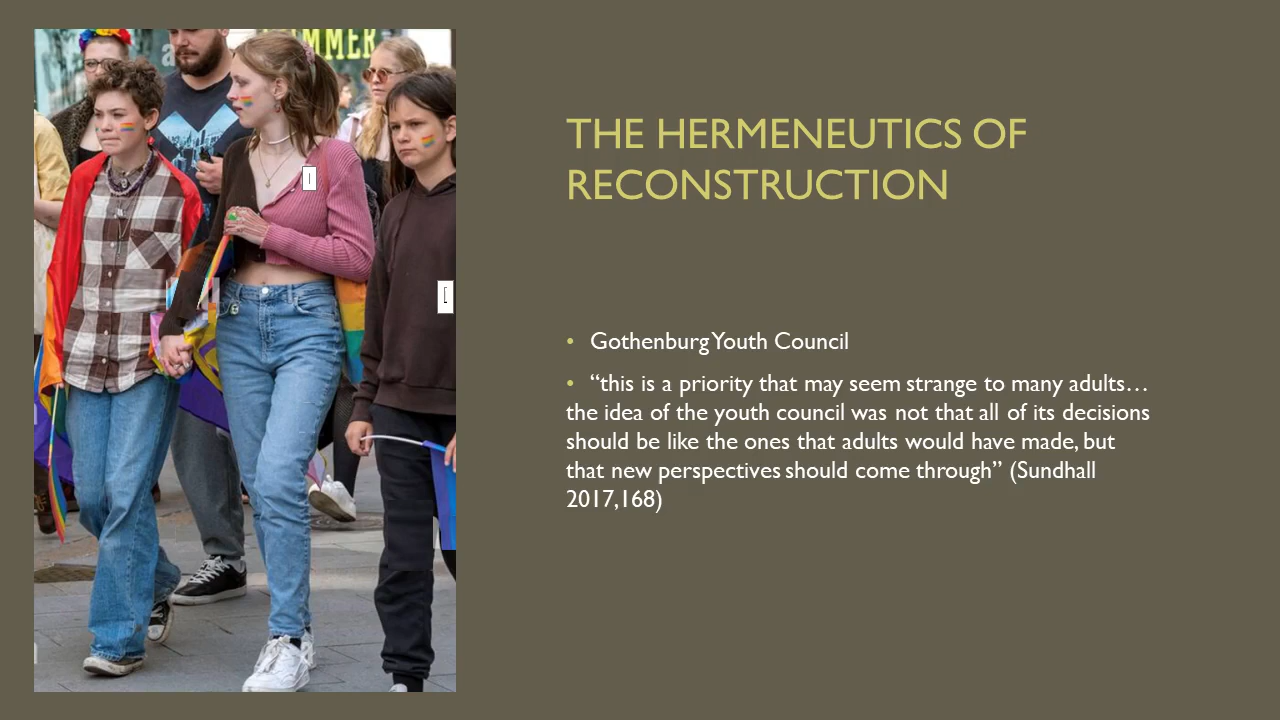 THE HERMENEUTICS OF
RECONSTRUCTION
• Gothenburg Youth Council
• “this is a priority that may seem strange to many adults…
the idea of the youth council was not that all of its decisions
should be like the ones that adults would have made, but
that new perspectives should come through” (Sundhall
2017,168)